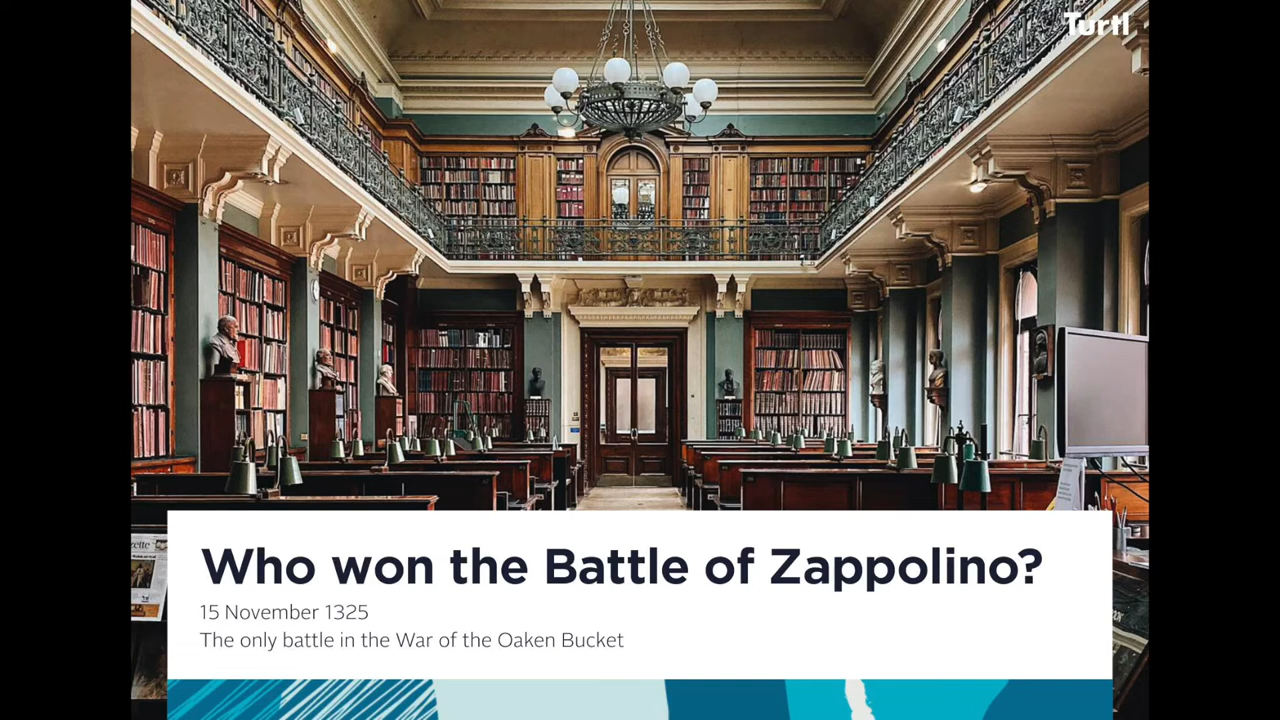 Turtl
Who won the Battle of Zappolino?
15 November 1325
The only battle in the War of the Oaken Bucket